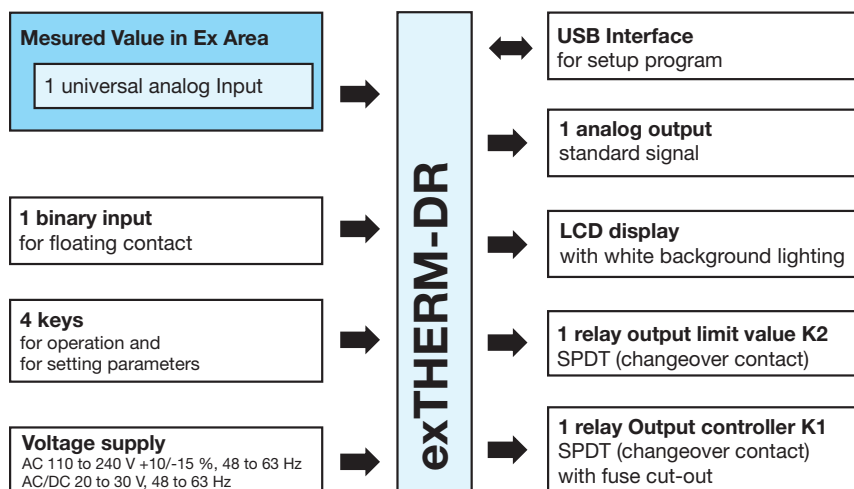 Mesured Value in Ex Area
1 universal analog Input
1 binary input
for floating contact
4 keys
for operation and
for setting parameters
Voltage supply
AC 110 to 240 V +10/-15 %, 48 to 63 Hz
AC/DC 20 to 30 V, 48 to 63 Hz
exTHERM-DR
USB Interface
for setup program
1 analog output
standard signal
LCD display
with white background lighting
1 relay output limit value K2
SPDT (changeover contact)
1 relay Output controller K1
SPDT (changeover contact)
with fuse cut-out